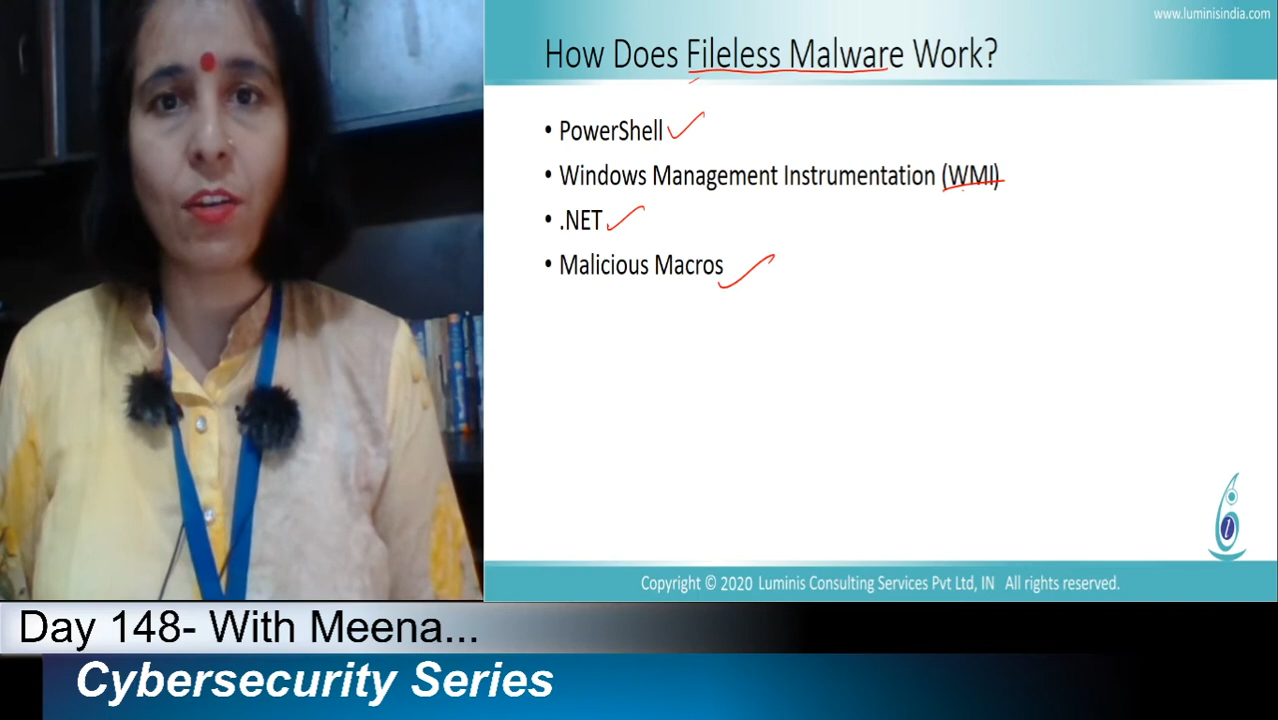 www.luminisindia.com
How Does Fileless Malware Work?
• PowerShell
• Windows Management Instrumentation (WMI)
• .NET
• Malicious Macros
Copyright © 2020 Luminis Consulting Services Pvt Ltd, IN All rights reserved.
Day 148- With Meena...
Cybersecurity Series